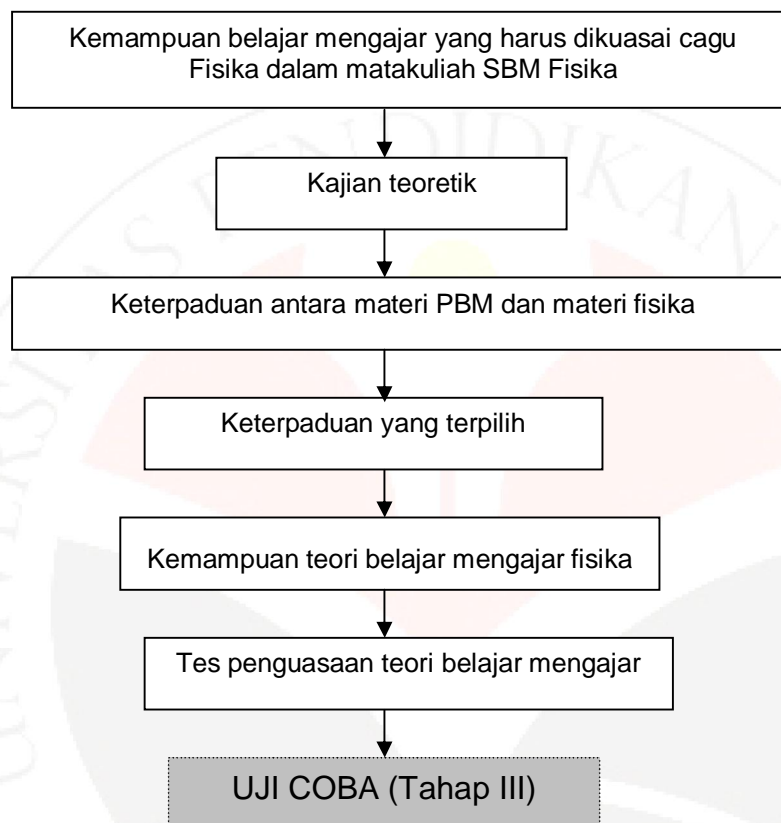 Kemampuan belajar mengajar yang harus dikuasai cagu
Fisika dalam matakuliah SBM Fisika
Kajian teoretik
Keterpaduan antara materi PBM dan materi fisika
Keterpaduan yang terpilih
Kemampuan teori belajar mengajar fisika
Tes penguasaan teori belajar mengajar
UJI COBA (Tahap III)